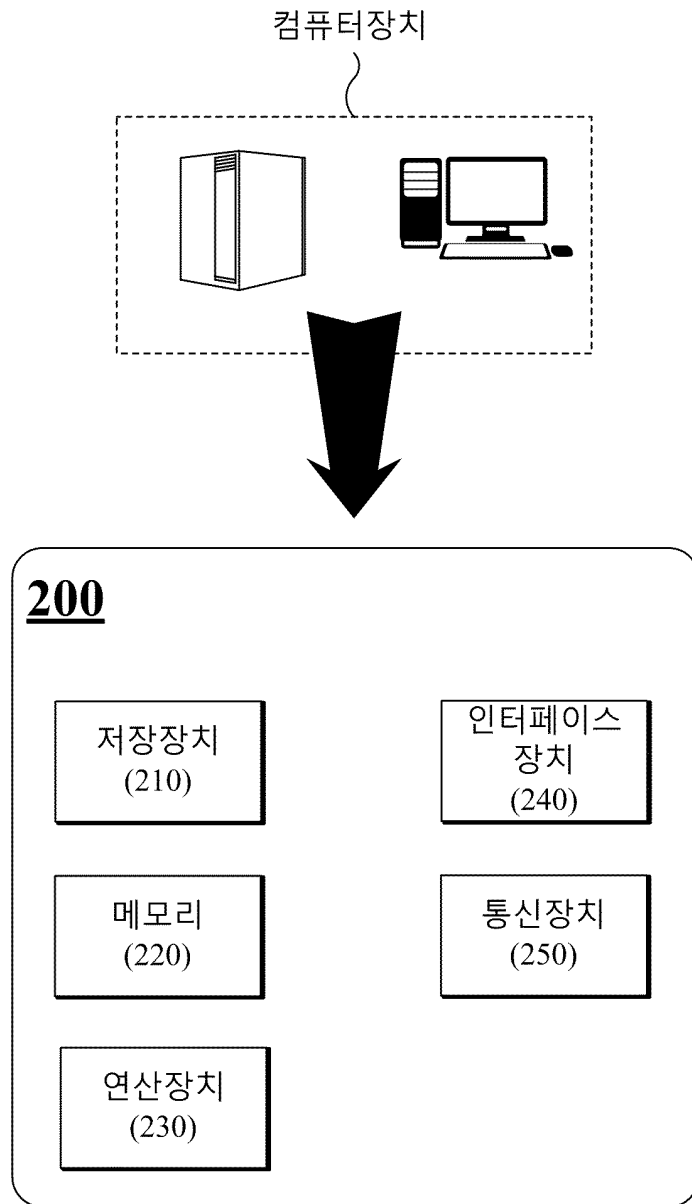 컴퓨터장치
200
저장장치
(210)
인터페이스
장치
(240)
메모리
(220)
통신장치
(250)
연산장치
(230)